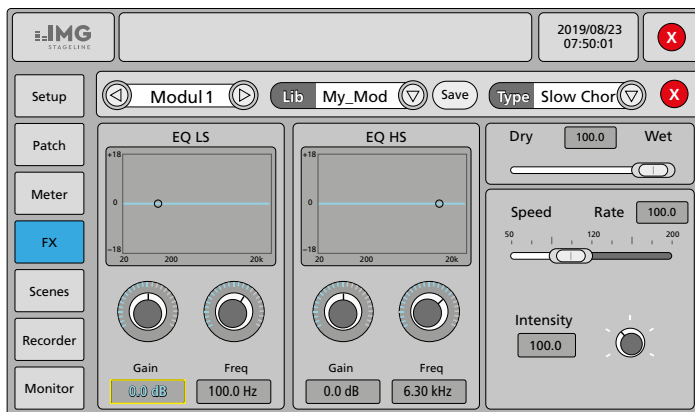 IMG
STAGELINE
2019/08/23
07:50:01
X
Setup
Patch
Meter
FX
Scenes
Recorder
Monitor
Modul 1
Lib My_Mod
Save
Type Slow Chor
X
EQ LS
+18
0
−18
20 200 20k
Gain Freq
0.0 dB 100.0 Hz
EQ HS
+18
0
−18
20 200 20k
Gain Freq
0.0 dB 6.30 kHz
Dry 100.0 Wet
Speed Rate 100.0
50 120 200
Intensity
100.0